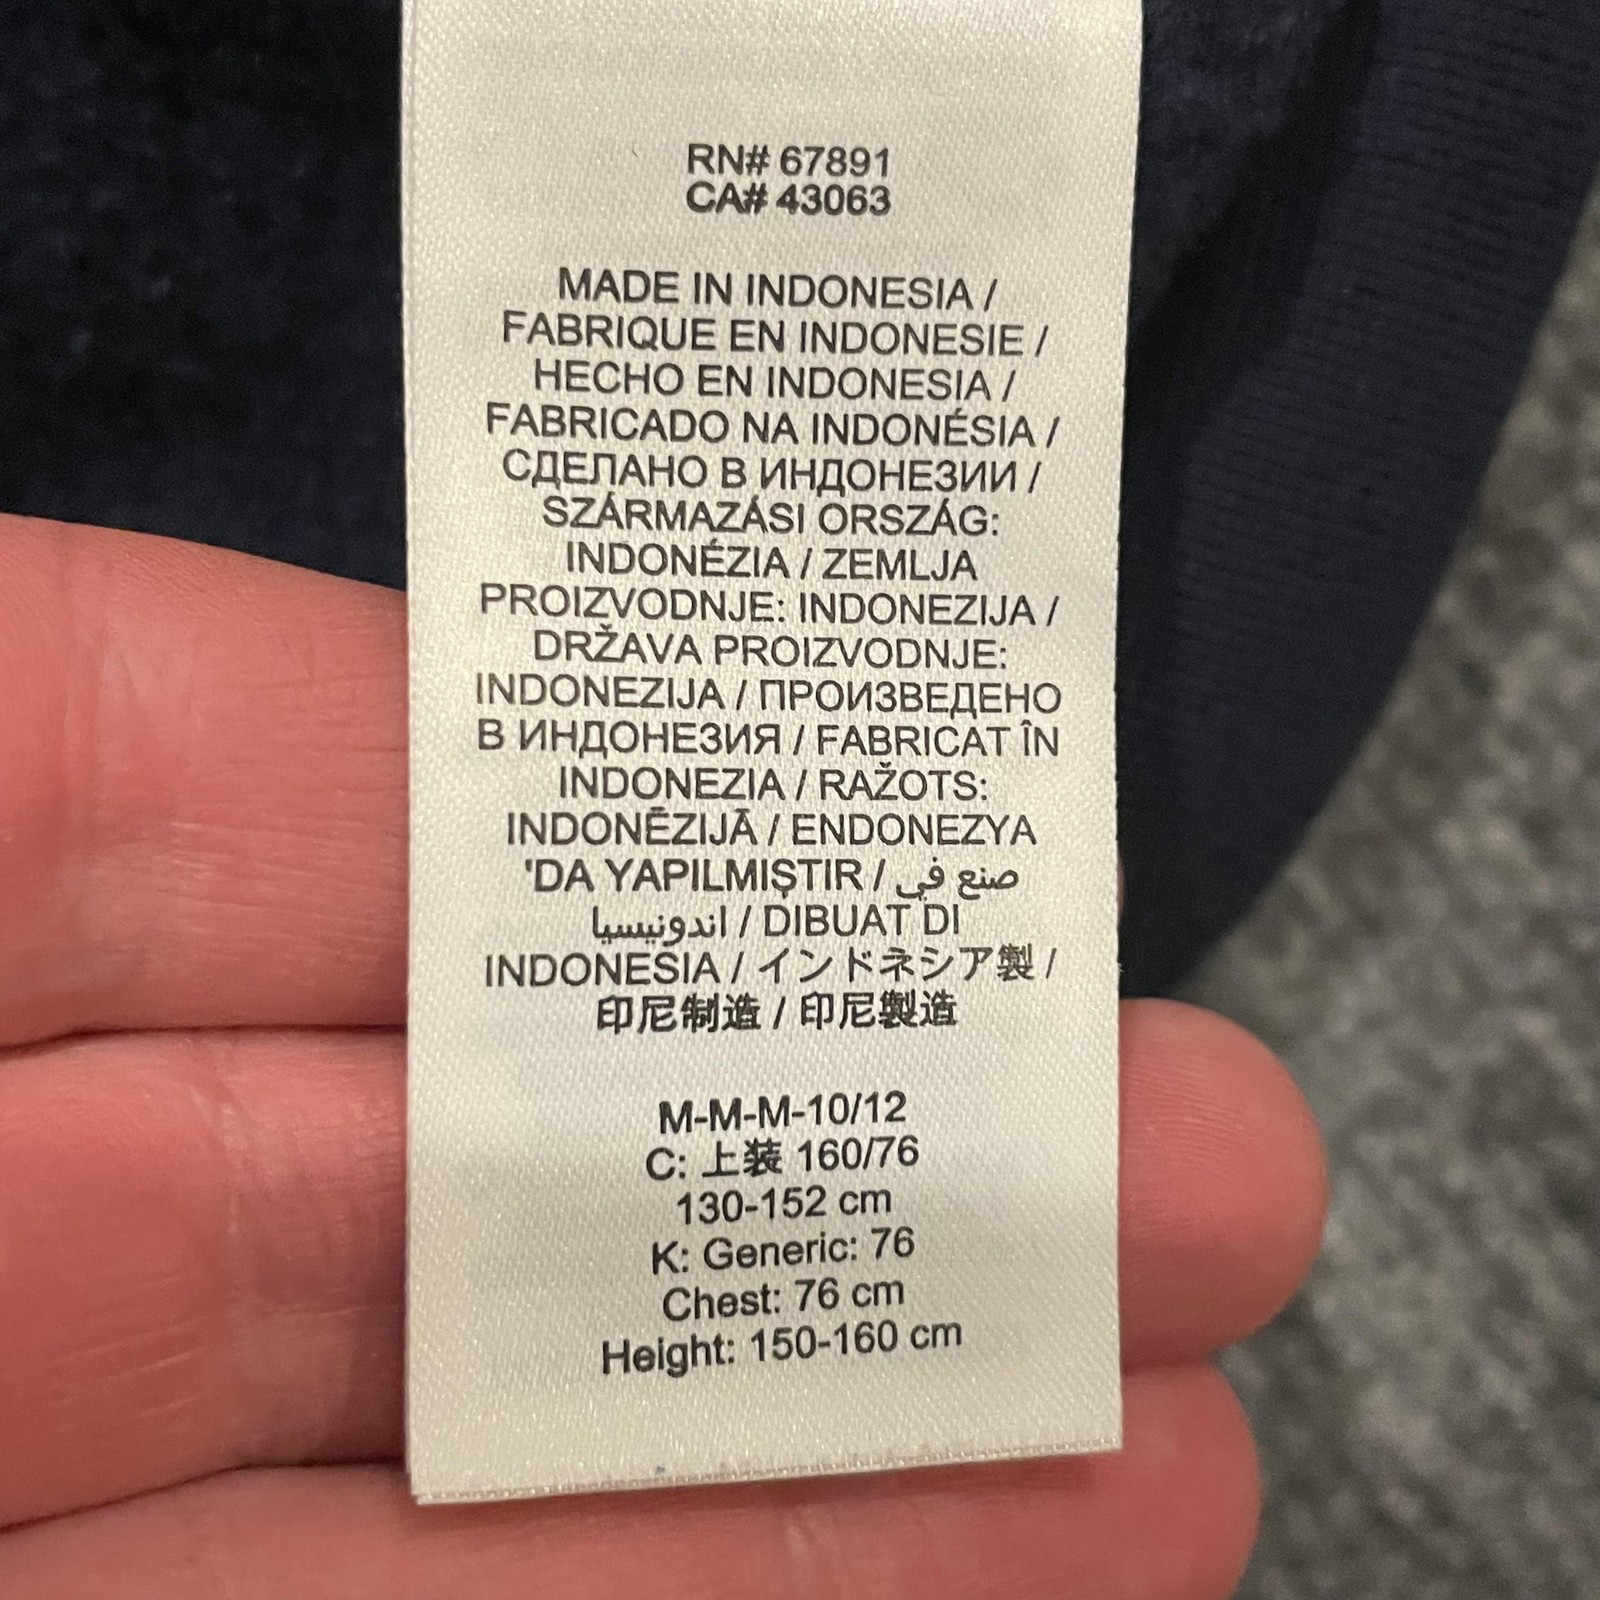 RN# 67891
CA# 43063
MADE IN INDONESIA /
FABRIQUE EN INDONESIE /
HECHO EN INDONESIA /
FABRICADO NA INDONÉSIA /
СДЕЛАНО В ИНДОНЕЗИИ /
SZÁRMAZÁSI ORSZÁG:
INDONÉZIA / ZEMLJA
PROIZVODNJE: INDONEZIJA /
DRŽAVA PROIZVODNJE:
INDONEZIJA / ПРОИЗВЕДЕНО
В ИНДОНЕЗИЯ / FABRICAT ÎN
INDONEZIA / RAŽOTS:
INDONĒZIJĀ / ENDONEZYA
'DA YAPILMIŞTIR / صنع في
اندونيسيا / DIBUAT DI
INDONESIA / インドネシア製 /
印尼制造 / 印尼製造
M-M-M-10/12
C: 上装 160/76
130-152 cm
K: Generic: 76
Chest: 76 cm
Height: 150-160 cm